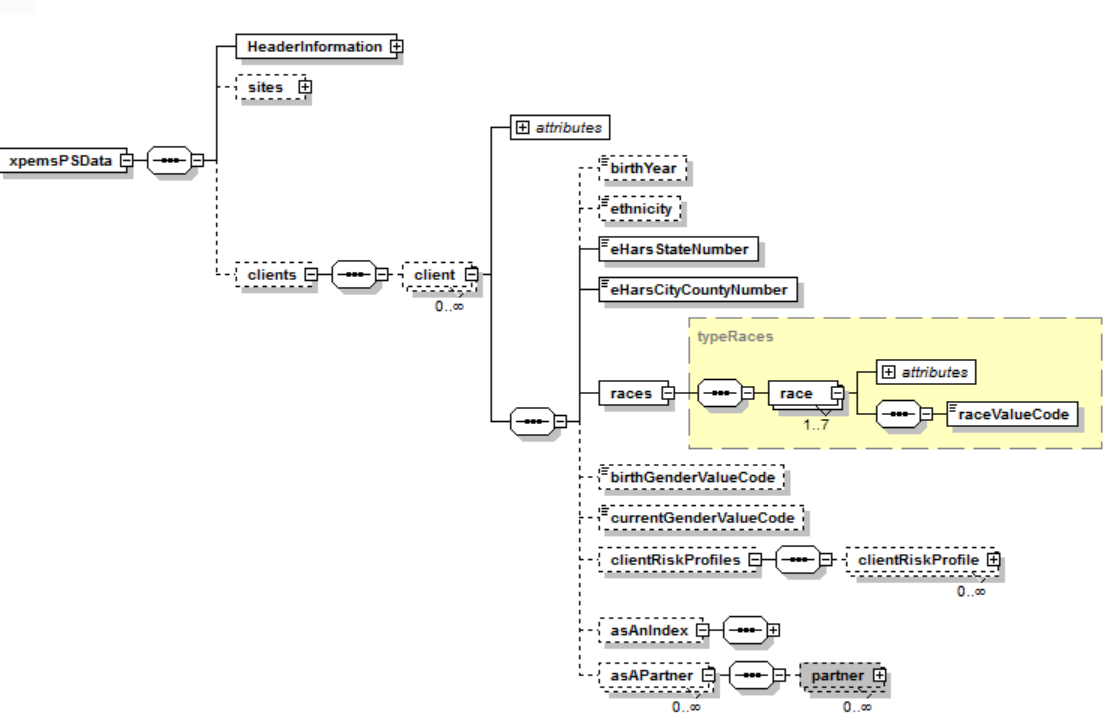 HeaderInformation
sites
attributes
xpemsPSData
birthYear
ethnicity
eHarsStateNumber
clients
client
0..∞
eHarsCityCountyNumber
typeRaces
attributes
races
race
1..7
raceValueCode
birthGenderValueCode
currentGenderValueCode
clientRiskProfiles
clientRiskProfile
0..∞
asAnIndex
asAPartner
0..∞
partner
0..∞